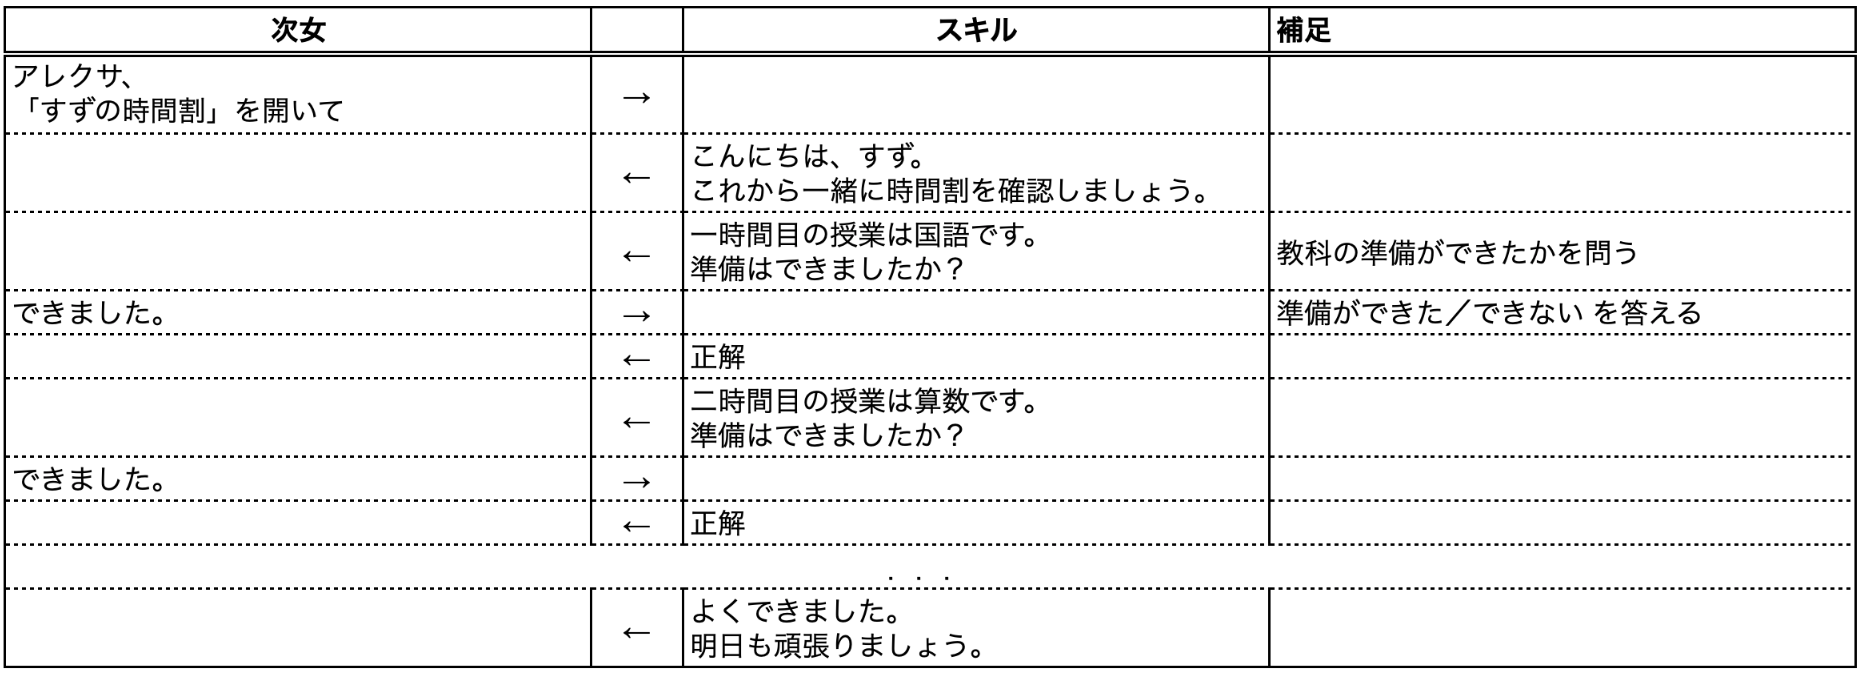 次女 スキル 補足
アレクサ、
「すずの時間割」を開いて
→
←
こんにちは、すず。
これから一緒に時間割を確認しましょう。
←
一時間目の授業は国語です。
準備はできましたか？
教科の準備ができたかを問う
できました。 → 準備ができた／できない を答える
← 正解
←
二時間目の授業は算数です。
準備はできましたか？
できました。 →
← 正解
. . .
←
よくできました。
明日も頑張りましょう。